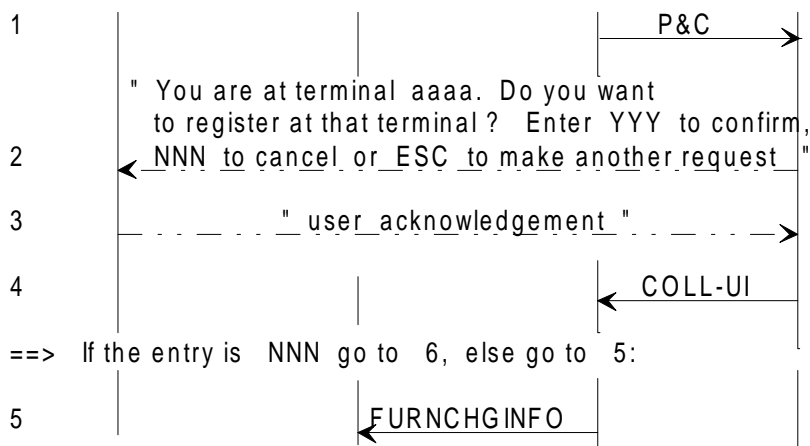 1 P&C
" You are at terminal aaaa. Do you want
to register at that terminal ? Enter YYY to confirm,
2 NNN to cancel or ESC to make another request "
3 " user acknowledgement "
4 COLL-UI
==> If the entry is NNN go to 6, else go to 5:
5 FURNCHGINFO